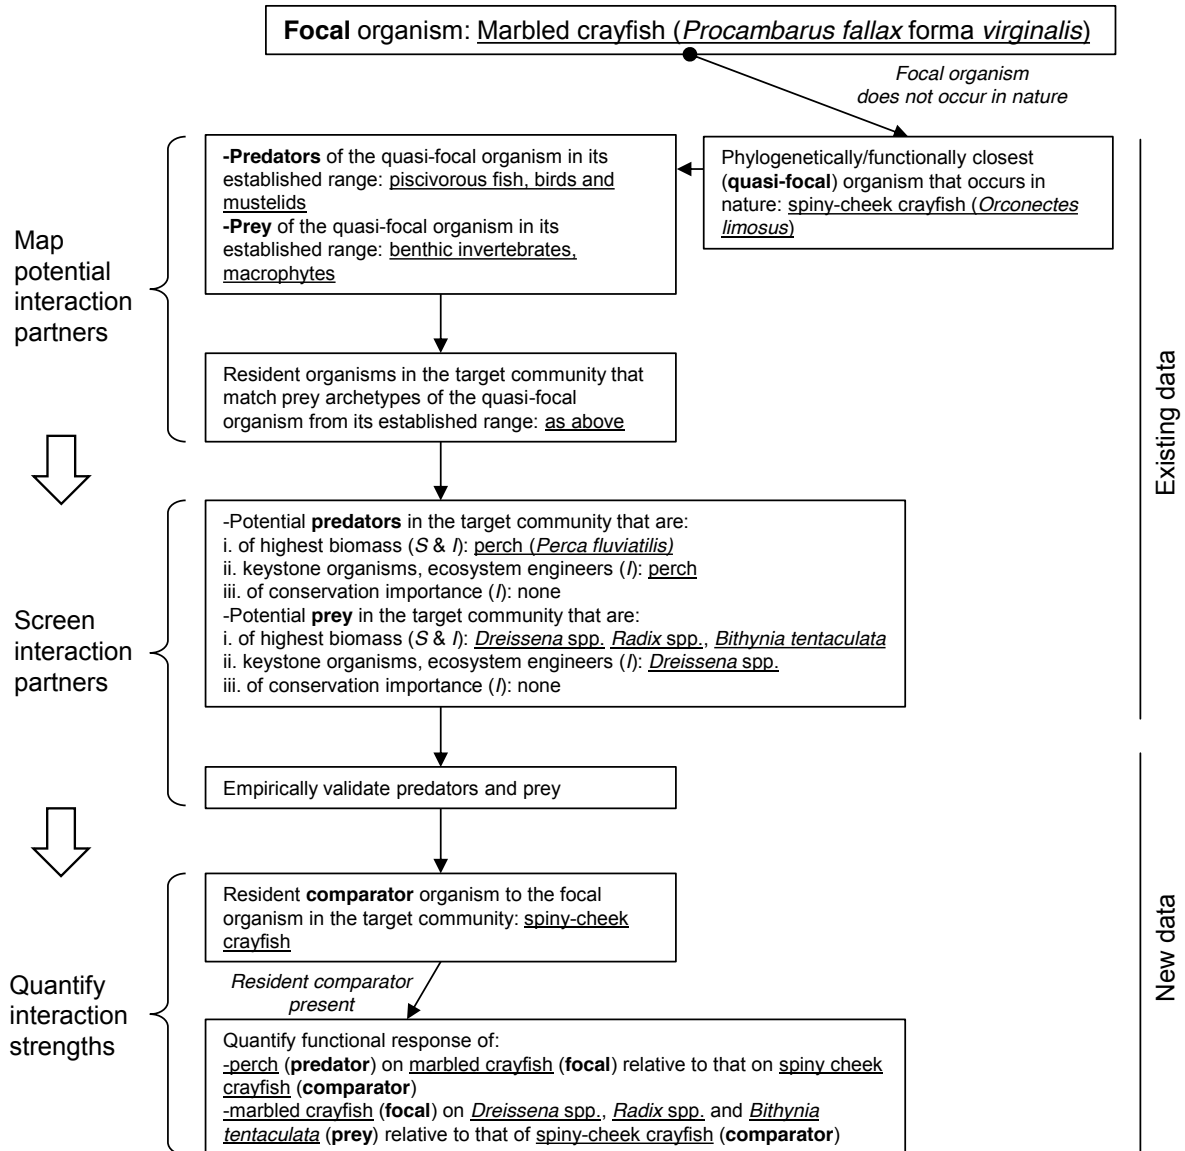 Focal organism: Marbled crayfish (Procambarus fallax forma virginalis)
Focal organism
does not occur in nature
-Predators of the quasi-focal organism in its
established range: piscivorous fish, birds and
mustelids
-Prey of the quasi-focal organism in its
established range: benthic invertebrates,
macrophytes
Phylogenetically/functionally closest
(quasi-focal) organism that occurs in
nature: spiny-cheek crayfish (Orconectes
limosus)
Map
potential
interaction
partners
Resident organisms in the target community that
match prey archetypes of the quasi-focal
organism from its established range: as above
Existing data
-Potential predators in the target community that are:
i. of highest biomass (S & I): perch (Perca fluviatilis)
ii. keystone organisms, ecosystem engineers (I): perch
iii. of conservation importance (I): none
-Potential prey in the target community that are:
i. of highest biomass (S & I): Dreissena spp. Radix spp., Bithynia tentaculata
ii. keystone organisms, ecosystem engineers (I): Dreissena spp.
iii. of conservation importance (I): none
Screen
interaction
partners
Empirically validate predators and prey
Resident comparator organism to the focal
organism in the target community: spiny-cheek
crayfish
New data
Resident comparator
present
Quantify
interaction
strengths
Quantify functional response of:
-perch (predator) on marbled crayfish (focal) relative to that on spiny cheek
crayfish (comparator)
-marbled crayfish (focal) on Dreissena spp., Radix spp. and Bithynia
tentaculata (prey) relative to that of spiny-cheek crayfish (comparator)